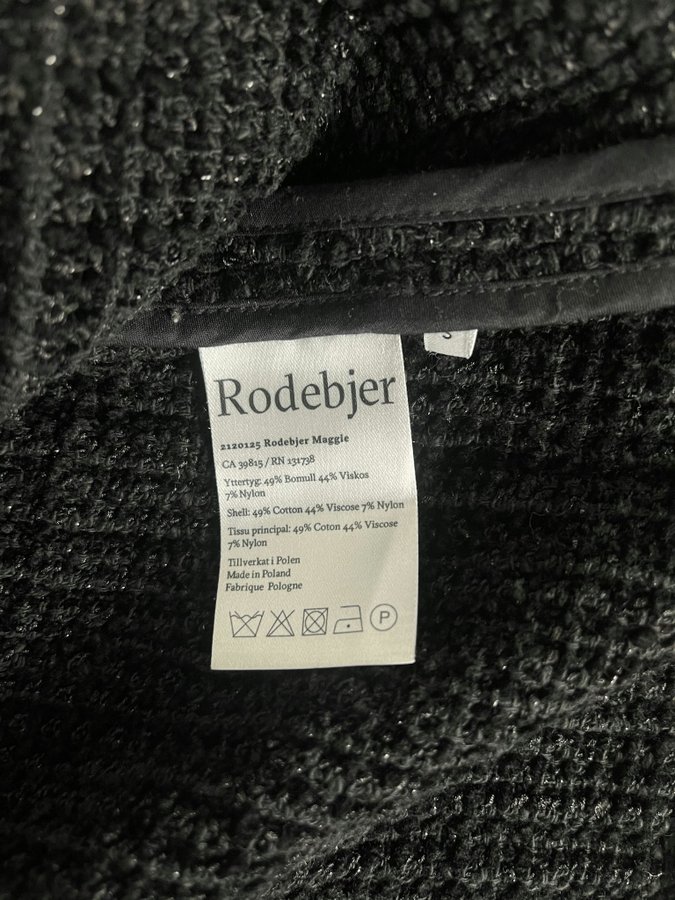 Rodebjer
2120125 Rodebjer Maggie
CA 39815 / RN 131738
Yttertyg: 49% Bomull 44% Viskos
7% Nylon
Shell: 49% Cotton 44% Viscose 7% Nylon
Tissu principal: 49% Coton 44% Viscose
7% Nylon
Tillverkat i Polen
Made in Poland
Fabrique Pologne
P